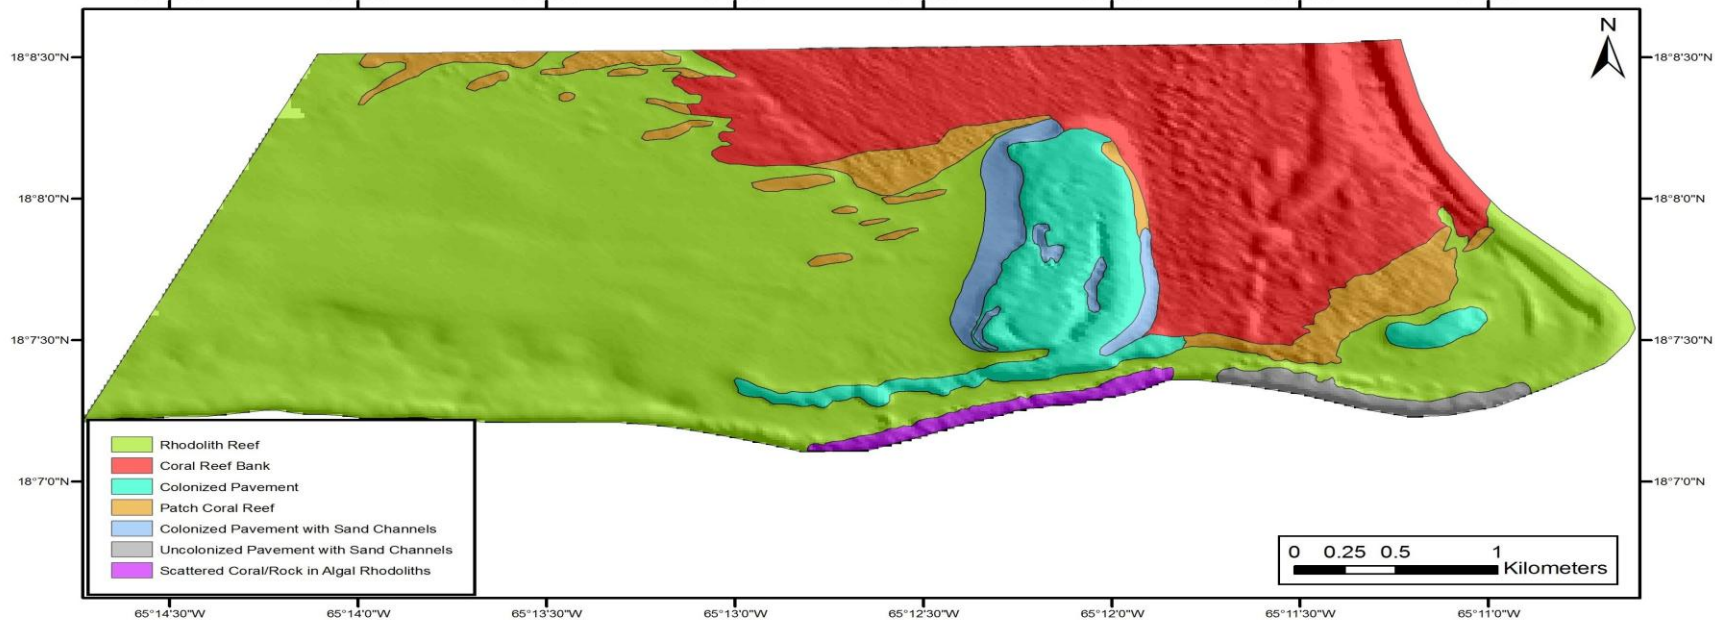 N
18°8'30"N
18°8'30"N
18°8'0"N
18°8'0"N
18°7'30"N
18°7'30"N
18°7'0"N
18°7'0"N
Rhodolith Reef
Coral Reef Bank
Colonized Pavement
Patch Coral Reef
Colonized Pavement with Sand Channels
Uncolonized Pavement with Sand Channels
Scattered Coral/Rock in Algal Rhodoliths
0 0.25 0.5 1
Kilometers
65°14'30"W 65°14'0"W 65°13'30"W 65°13'0"W 65°12'30"W 65°12'0"W 65°11'30"W 65°11'0"W